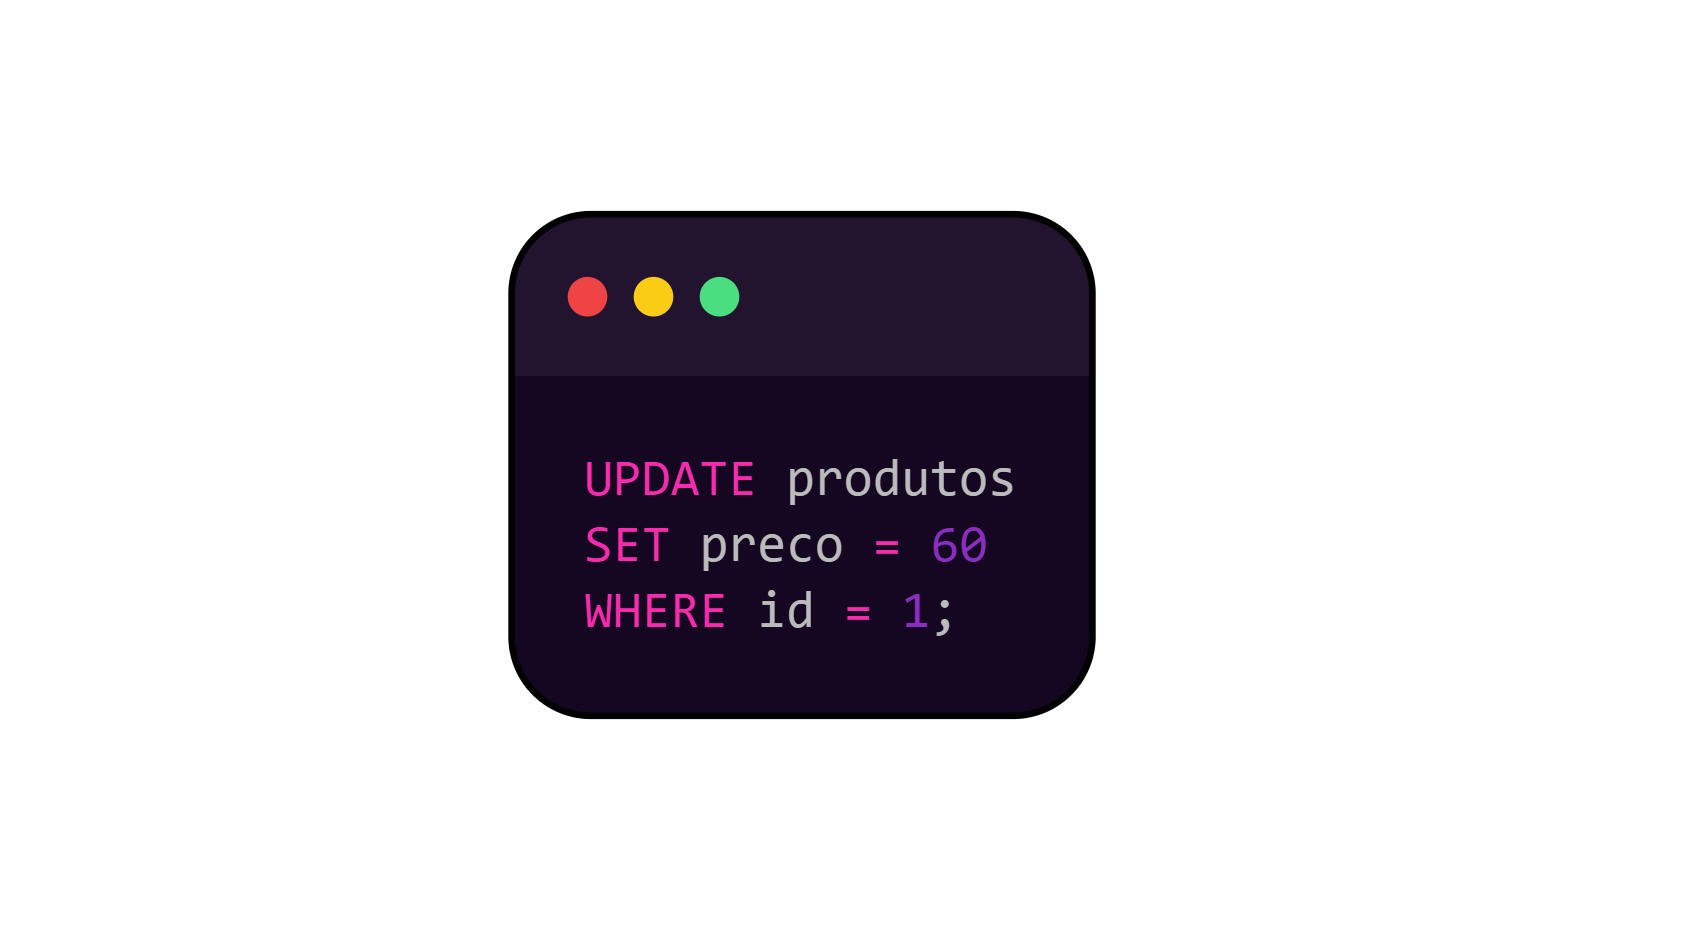 UPDATE produtos
SET preco = 60
WHERE id = 1;